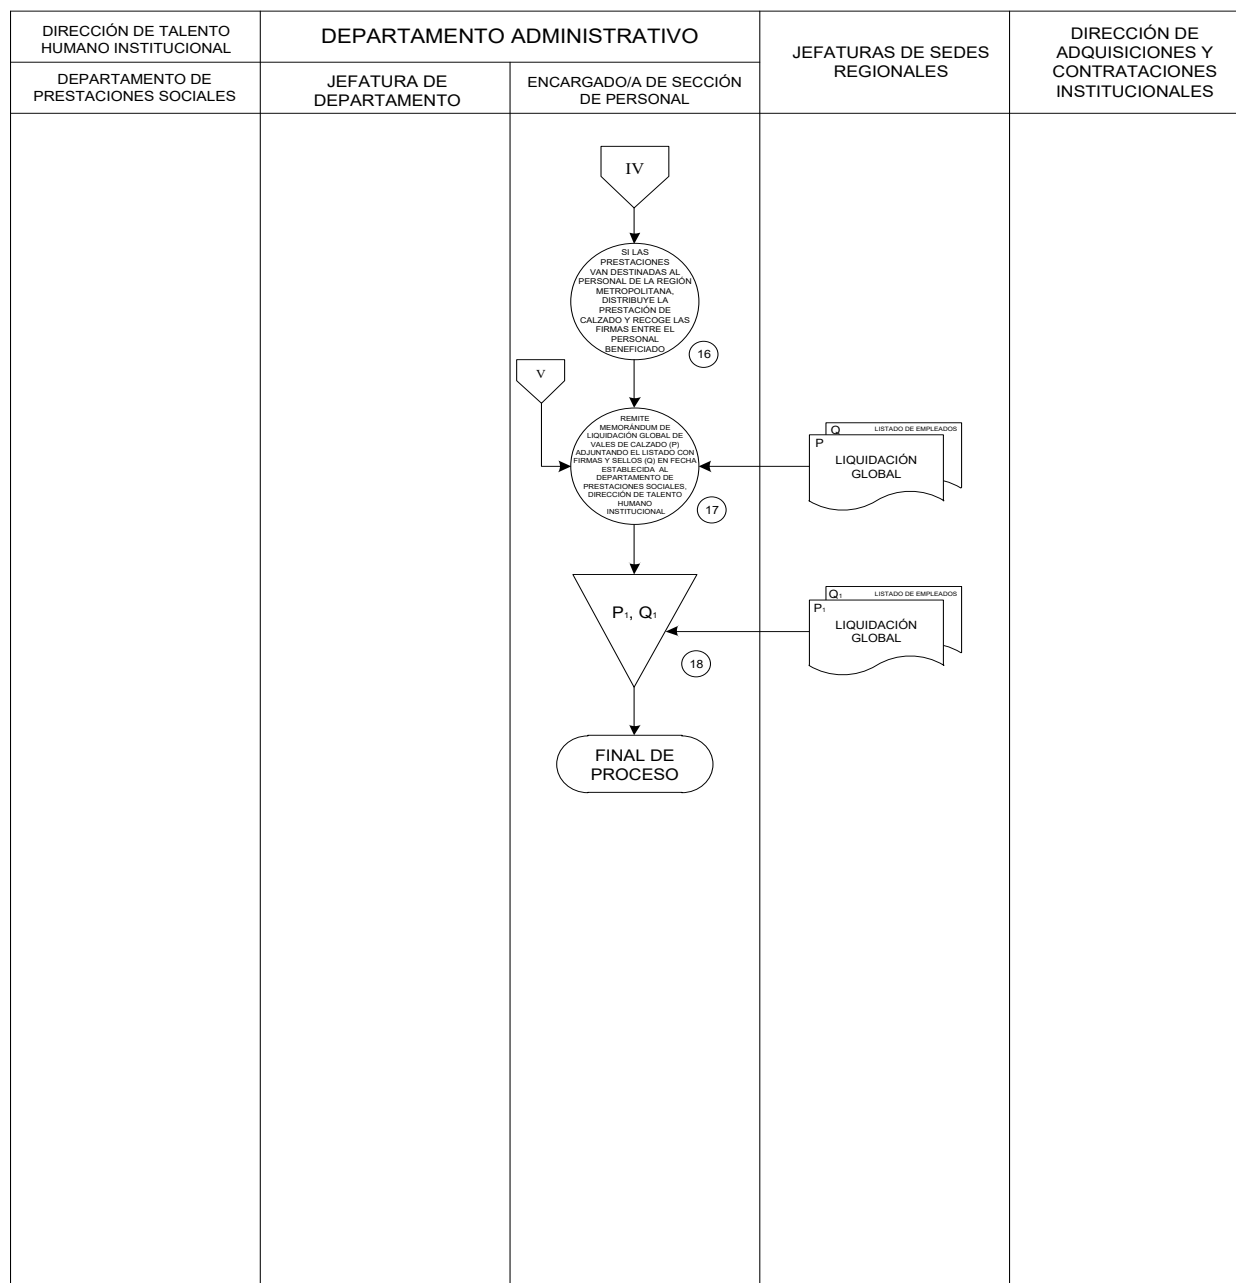 DIRECCIÓN DE TALENTO
HUMANO INSTITUCIONAL
DEPARTAMENTO ADMINISTRATIVO
JEFATURAS DE SEDES
REGIONALES
DIRECCIÓN DE
ADQUISICIONES Y
CONTRATACIONES
INSTITUCIONALES
DEPARTAMENTO DE
PRESTACIONES SOCIALES
JEFATURA DE
DEPARTAMENTO
ENCARGADO/A DE SECCIÓN
DE PERSONAL
IV
SI LAS
PRESTACIONES
VAN DESTINADAS AL
PERSONAL DE LA REGIÓN
METROPOLITANA,
DISTRIBUYE LA
PRESTACIÓN DE
CALZADO Y RECOGE LAS
FIRMAS ENTRE EL
PERSONAL
BENEFICIADO
16
V
REMITE
MEMORÁNDUM DE
LIQUIDACIÓN GLOBAL DE
VALES DE CALZADO (P)
ADJUNTANDO EL LISTADO CON
FIRMAS Y SELLOS (Q) EN FECHA
ESTABLECIDA AL
DEPARTAMENTO DE
PRESTACIONES SOCIALES,
DIRECCIÓN DE TALENTO
HUMANO
INSTITUCIONAL
17
Q LISTADO DE EMPLEADOS
P
LIQUIDACIÓN
GLOBAL
P₁, Q₁
18
Q₁ LISTADO DE EMPLEADOS
P₁
LIQUIDACIÓN
GLOBAL
FINAL DE
PROCESO